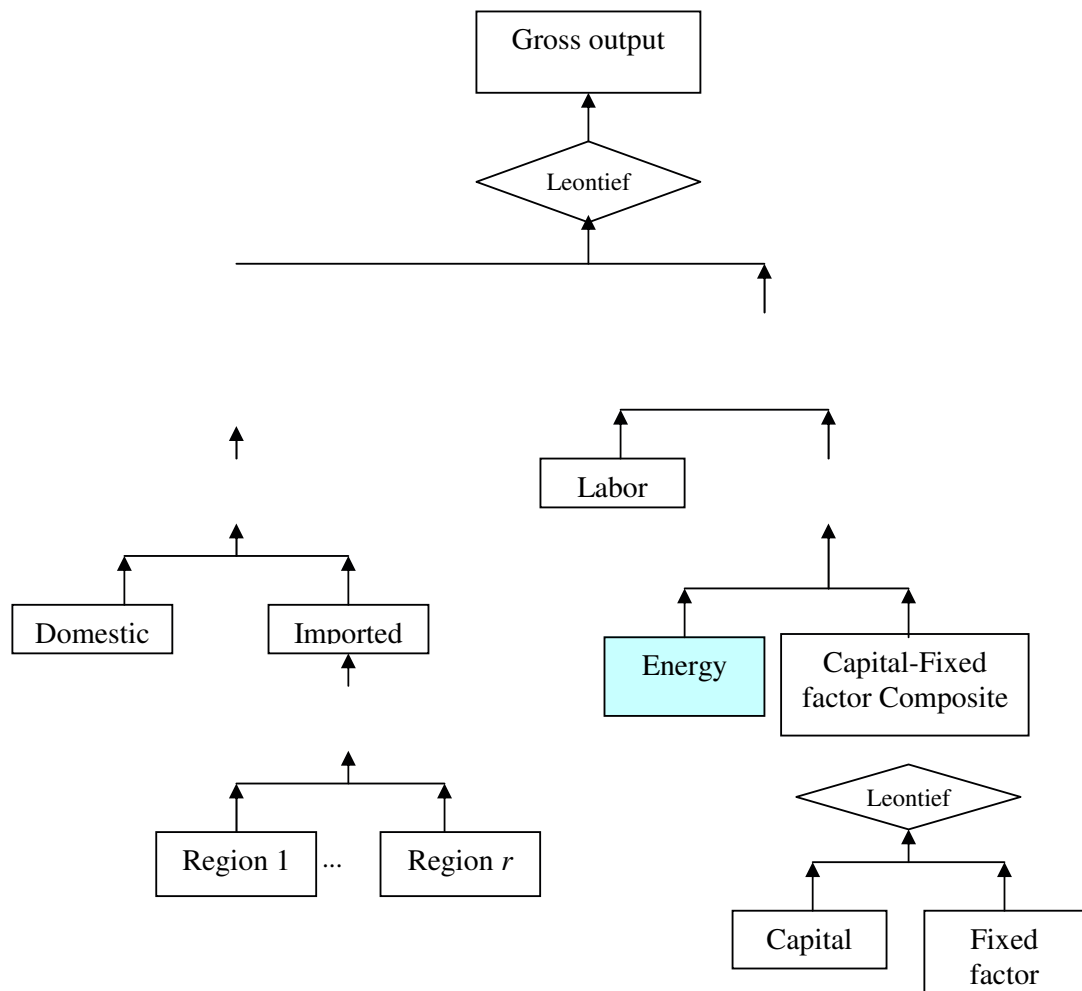 Gross output
Leontief
Labor
Domestic
Imported
Energy
Capital-Fixed
factor Composite
Leontief
Region 1
...
Region r
Capital
Fixed
factor